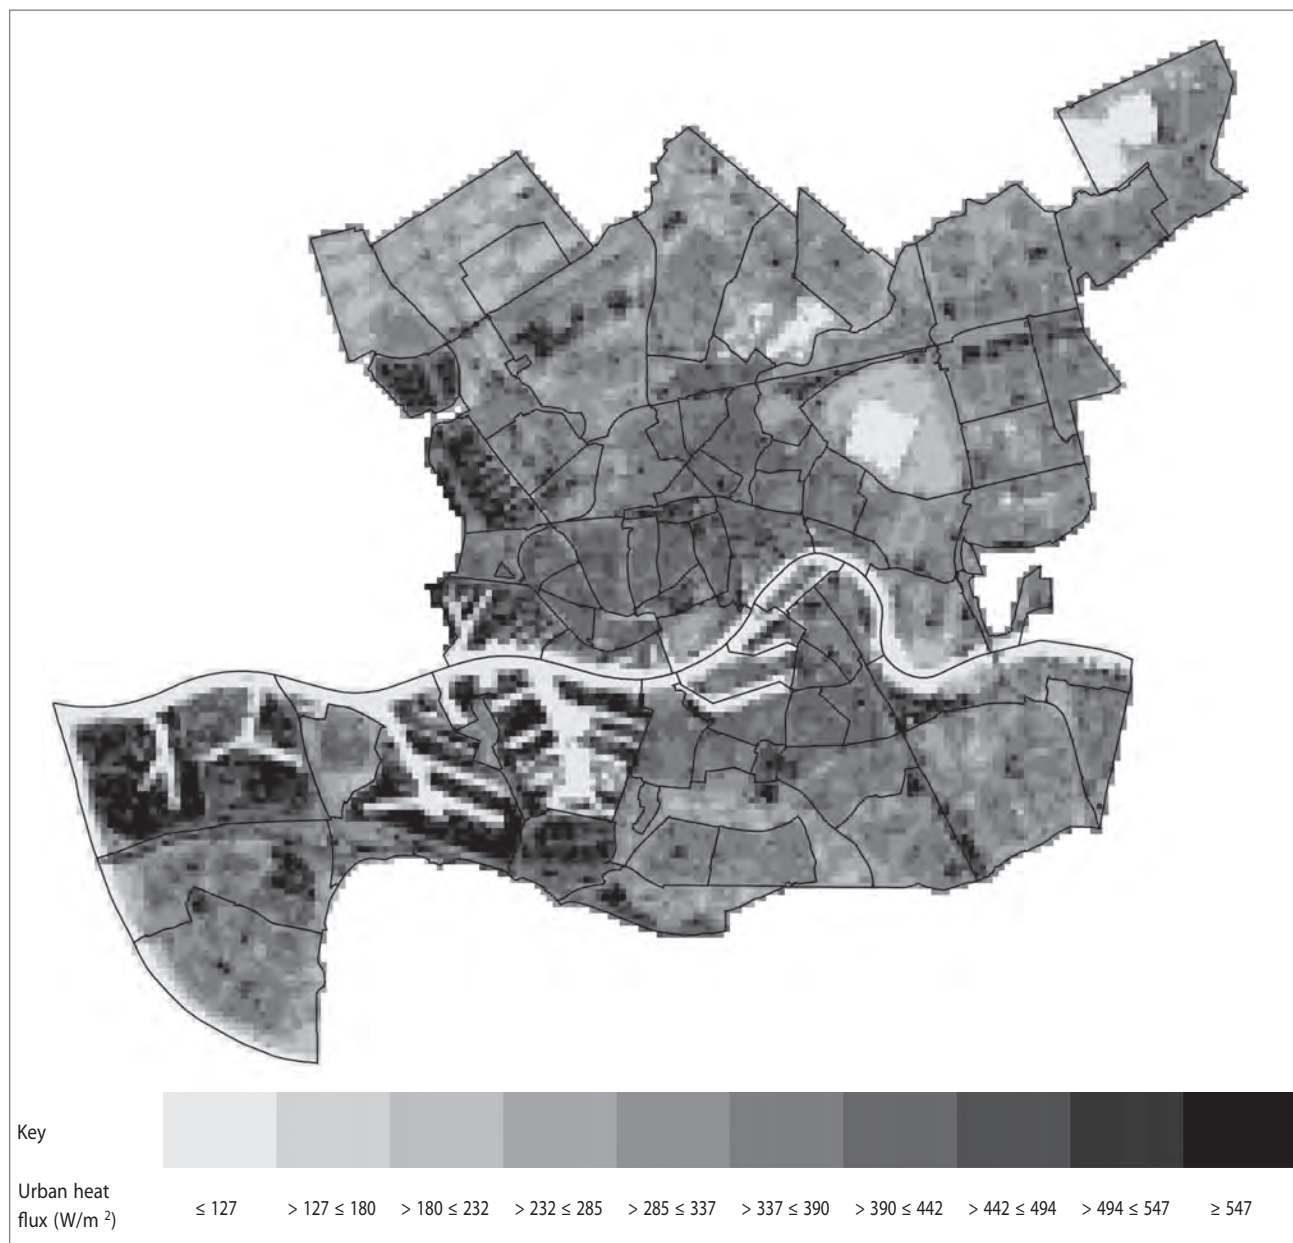 Key
Urban heat
flux (W/m ²)
≤ 127 > 127 ≤ 180 > 180 ≤ 232 > 232 ≤ 285 > 285 ≤ 337 > 337 ≤ 390 > 390 ≤ 442 > 442 ≤ 494 > 494 ≤ 547 ≥ 547